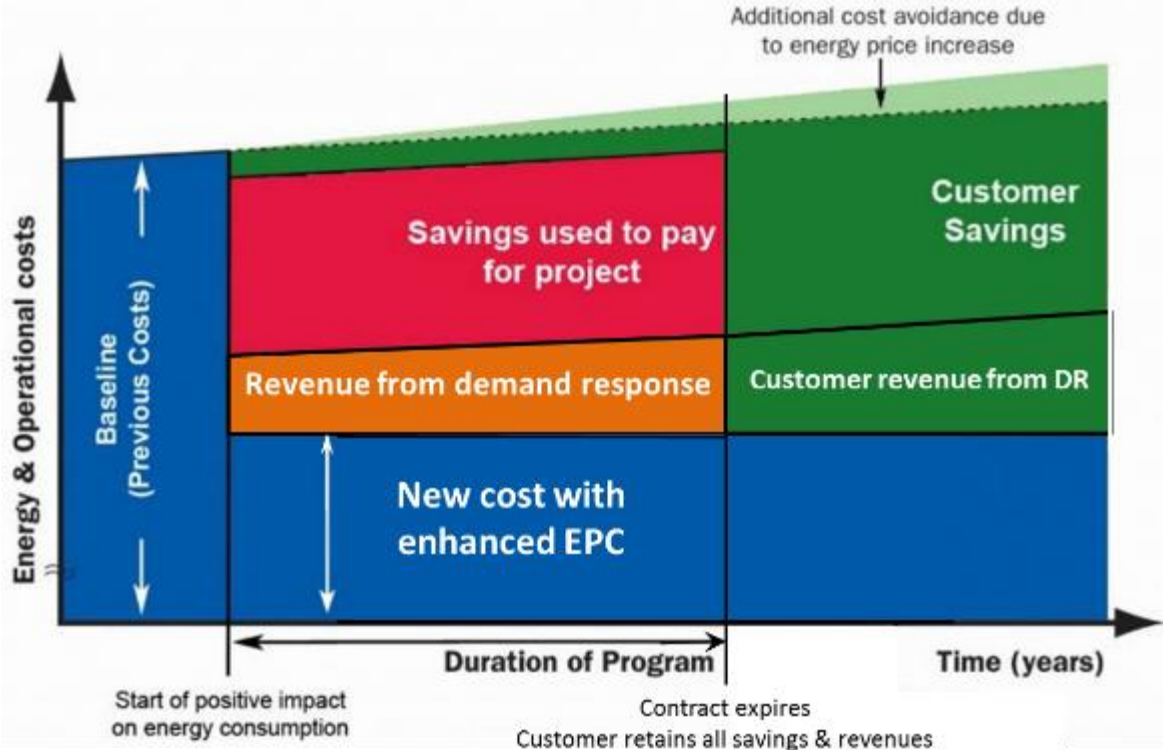 Additional cost avoidance due
to energy price increase
Energy & Operational costs
Baseline
(Previous Costs)
Savings used to pay
for project
Customer
Savings
Revenue from demand response
Customer revenue from DR
New cost with
enhanced EPC
Duration of Program
Time (years)
Start of positive impact
on energy consumption
Contract expires
Customer retains all savings & revenues